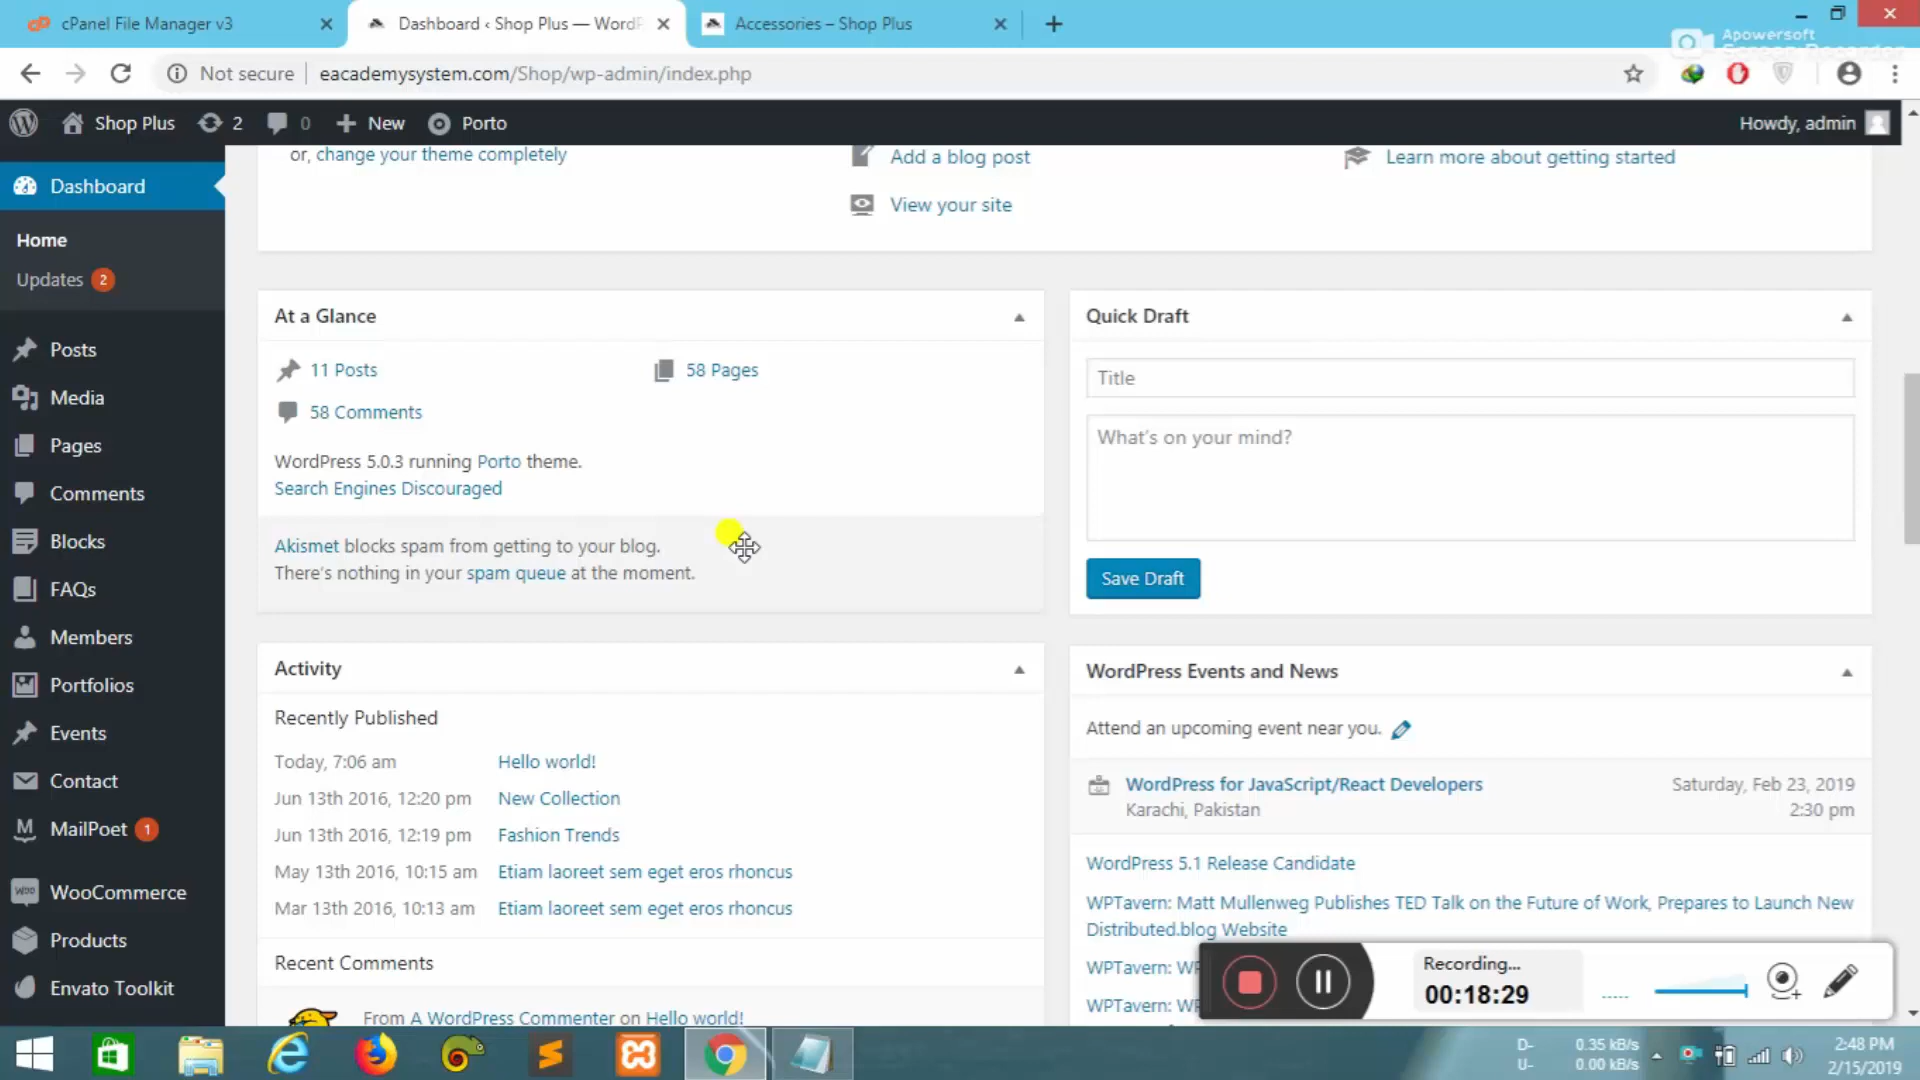 cPanel File Manager v3
Dashboard ‹ Shop Plus — WordP
Accessories – Shop Plus
Apowersoft
Screen Recorder
Not secure
eacademysystem.com/Shop/wp-admin/index.php
Shop Plus
2
0
New
Porto
Howdy, admin
Dashboard
Home
Updates 2
Posts
Media
Pages
Comments
Blocks
FAQs
Members
Portfolios
Events
Contact
MailPoet 1
WooCommerce
Products
Envato Toolkit
or, change your theme completely
Add a blog post
View your site
Learn more about getting started
At a Glance
11 Posts
58 Pages
58 Comments
WordPress 5.0.3 running Porto theme.
Search Engines Discouraged
Akismet blocks spam from getting to your blog.
There's nothing in your spam queue at the moment.
Activity
Recently Published
Today, 7:06 am Hello world!
Jun 13th 2016, 12:20 pm New Collection
Jun 13th 2016, 12:19 pm Fashion Trends
May 13th 2016, 10:15 am Etiam laoreet sem eget eros rhoncus
Mar 13th 2016, 10:13 am Etiam laoreet sem eget eros rhoncus
Recent Comments
From A WordPress Commenter on Hello world!
Quick Draft
Title
What's on your mind?
Save Draft
WordPress Events and News
Attend an upcoming event near you.
WordPress for JavaScript/React Developers
Saturday, Feb 23, 2019
Karachi, Pakistan
2:30 pm
WordPress 5.1 Release Candidate
WPTavern: Matt Mullenweg Publishes TED Talk on the Future of Work, Prepares to Launch New
Distributed.blog Website
WPTavern:
WPTavern:
Recording...
00:18:29
D- 0.35 kB/s
U- 0.00 kB/s
2:48 PM
2/15/2019